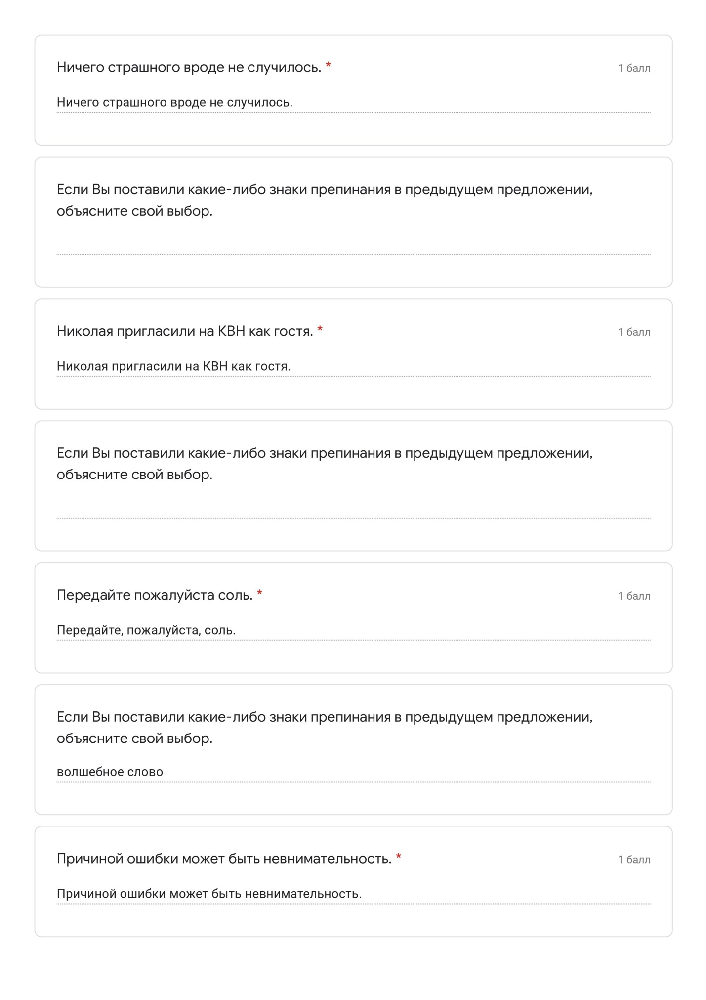 Ничего страшного вроде не случилось. *
1 балл
Ничего страшного вроде не случилось.
Если Вы поставили какие-либо знаки препинания в предыдущем предложении,
объясните свой выбор.
Николая пригласили на КВН как гостя. *
1 балл
Николая пригласили на КВН как гостя.
Если Вы поставили какие-либо знаки препинания в предыдущем предложении,
объясните свой выбор.
Передайте пожалуйста соль. *
1 балл
Передайте, пожалуйста, соль.
Если Вы поставили какие-либо знаки препинания в предыдущем предложении,
объясните свой выбор.
волшебное слово
Причиной ошибки может быть невнимательность. *
1 балл
Причиной ошибки может быть невнимательность.